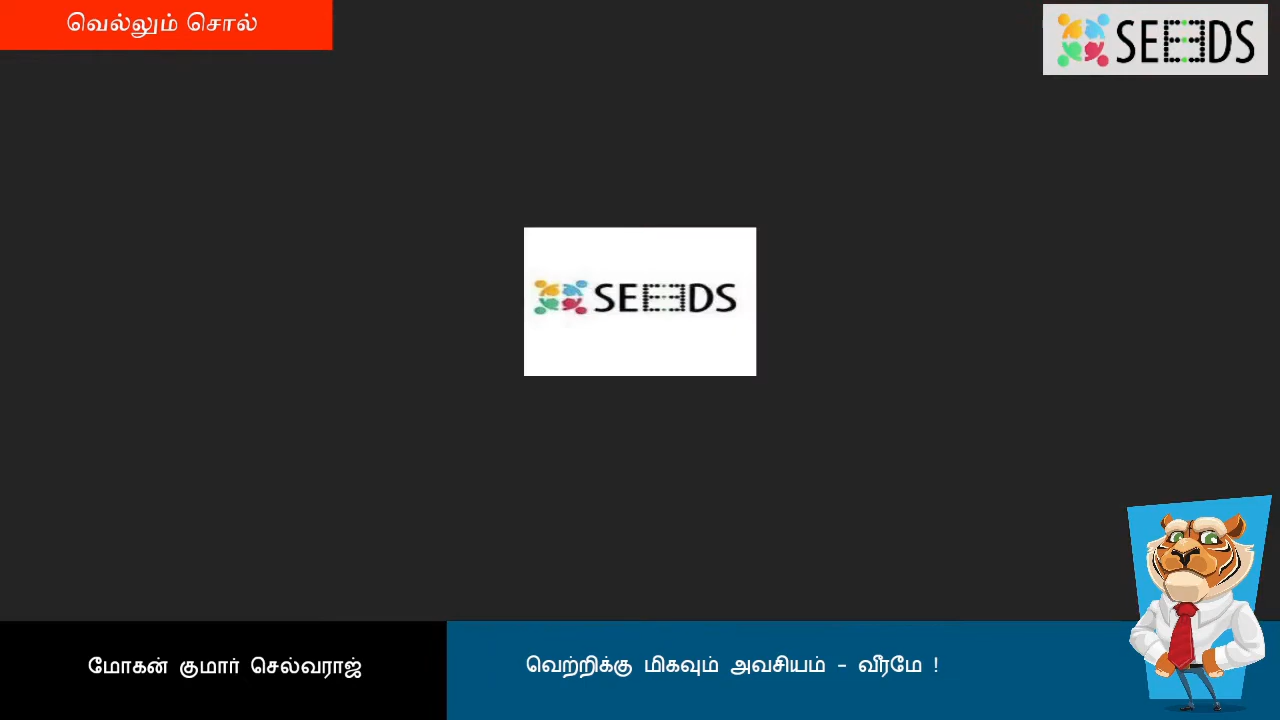 வெல்லும் சொல்
SEEDS
SEEDS
மோகன் குமார் செல்வராஜ்
வெற்றிக்கு மிகவும் அவசியம் - வீரமே !